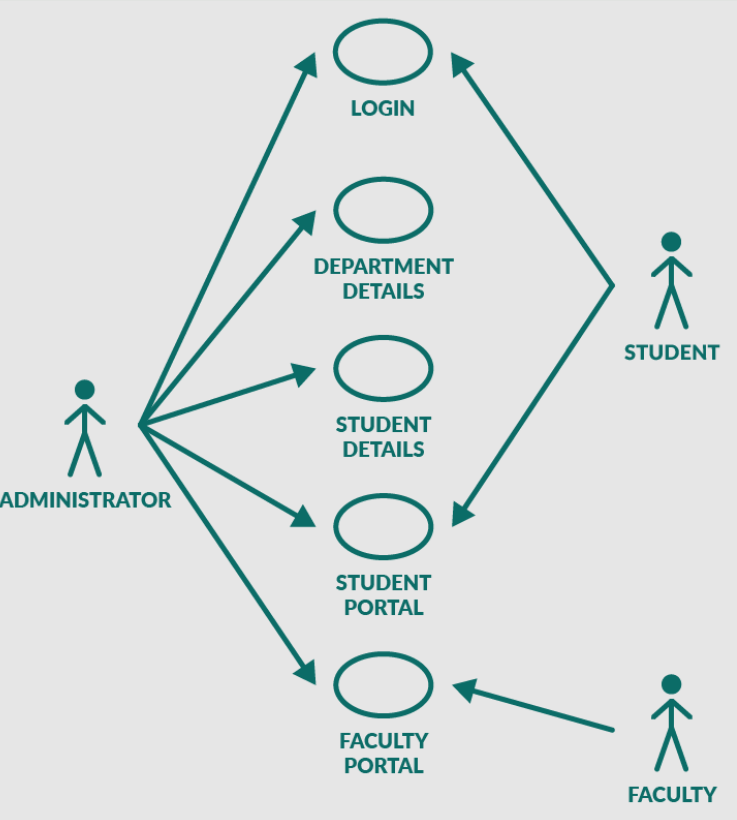 LOGIN
DEPARTMENT
DETAILS
STUDENT
STUDENT
DETAILS
ADMINISTRATOR
STUDENT
PORTAL
FACULTY
PORTAL
FACULTY